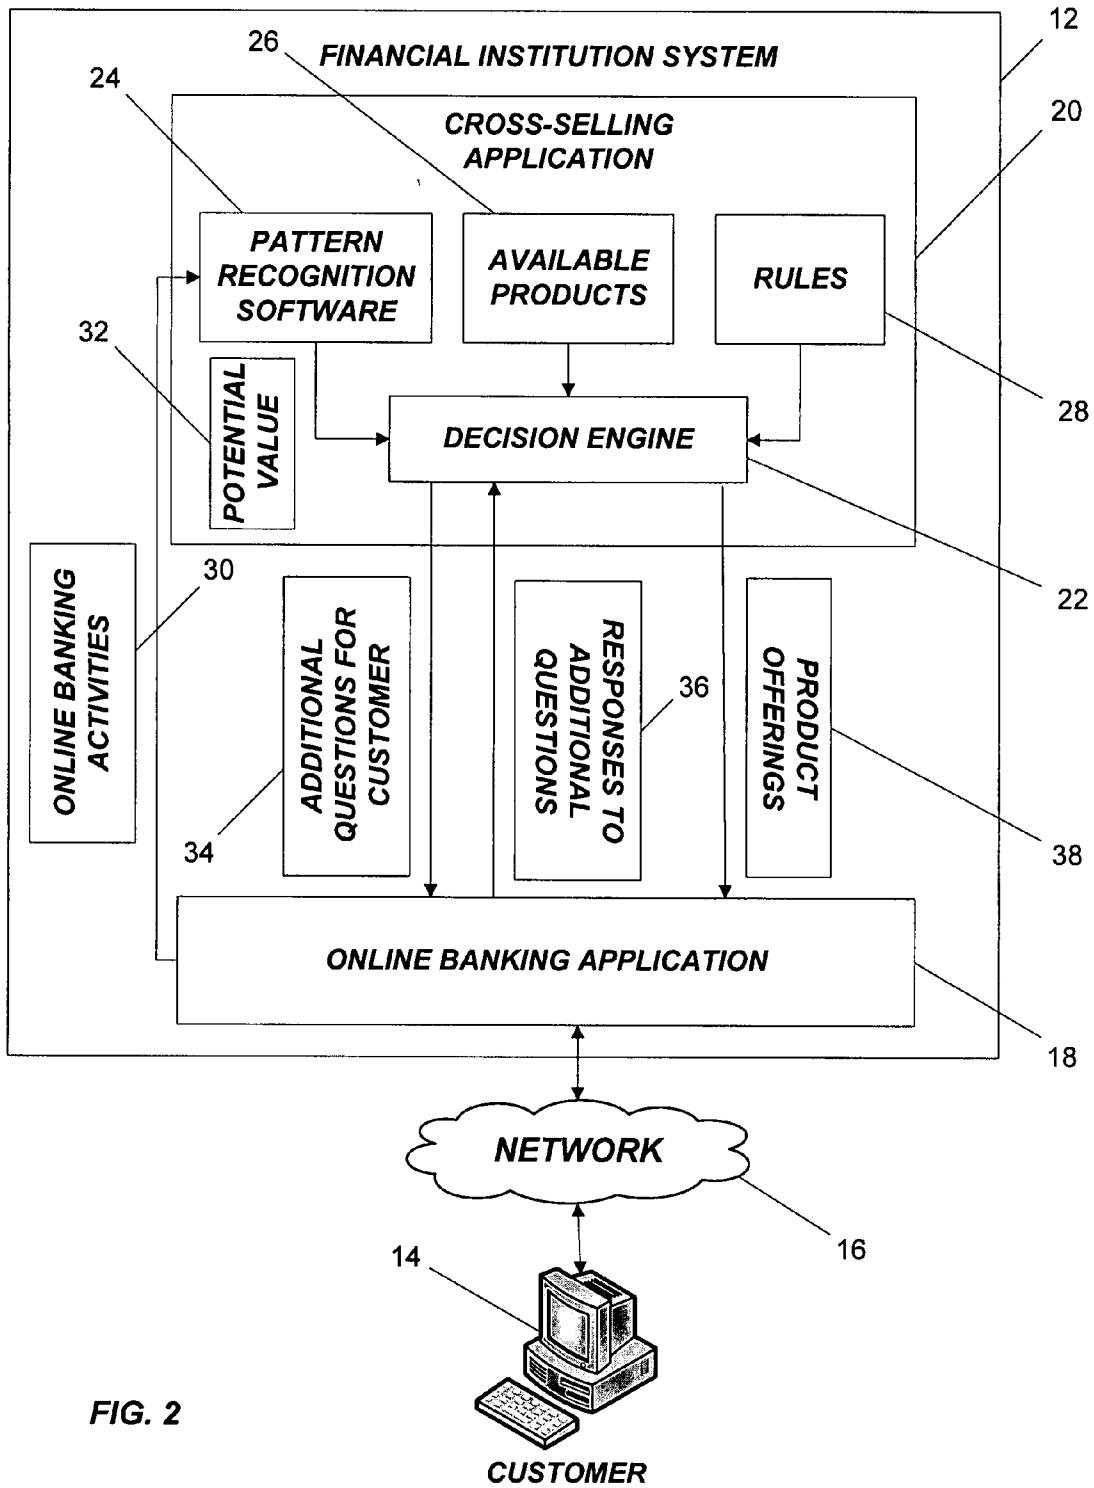 12
FINANCIAL INSTITUTION SYSTEM
26
24
20
CROSS-SELLING
APPLICATION
PATTERN
RECOGNITION
SOFTWARE
AVAILABLE
PRODUCTS
RULES
32
28
POTENTIAL
VALUE
DECISION ENGINE
22
30
ONLINE BANKING
ACTIVITIES
ADDITIONAL
QUESTIONS FOR
CUSTOMER
34
RESPONSES TO
ADDITIONAL
QUESTIONS
36
PRODUCT
OFFERINGS
38
ONLINE BANKING APPLICATION
18
NETWORK
16
14
FIG. 2
CUSTOMER